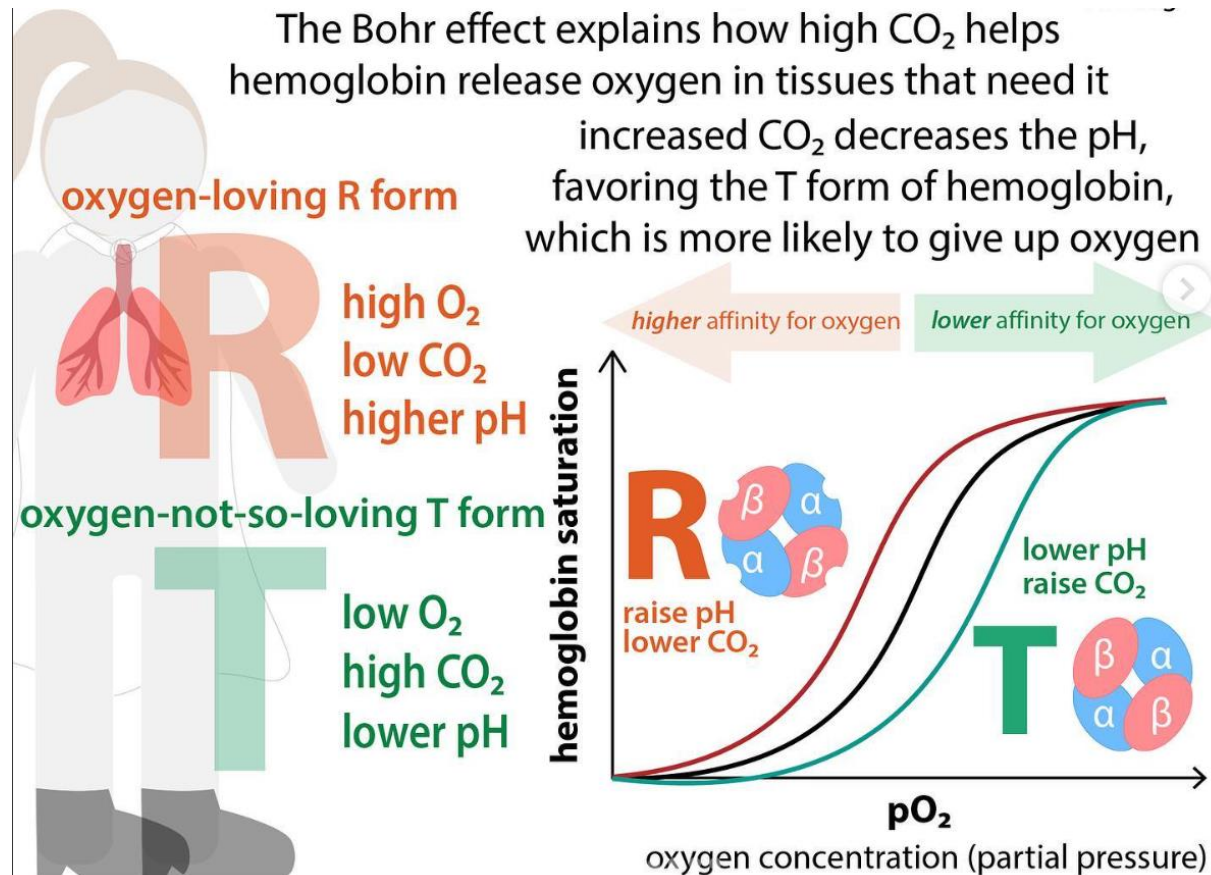 The Bohr effect explains how high CO₂ helps
hemoglobin release oxygen in tissues that need it
increased CO₂ decreases the pH,
favoring the T form of hemoglobin,
which is more likely to give up oxygen
oxygen-loving R form
R
high O₂
low CO₂
higher pH
oxygen-not-so-loving T form
T
low O₂
high CO₂
lower pH
higher affinity for oxygen
lower affinity for oxygen
hemoglobin saturation
R
β α
α β
raise pH
lower CO₂
lower pH
raise CO₂
T
β α
α β
pO₂
oxygen concentration (partial pressure)